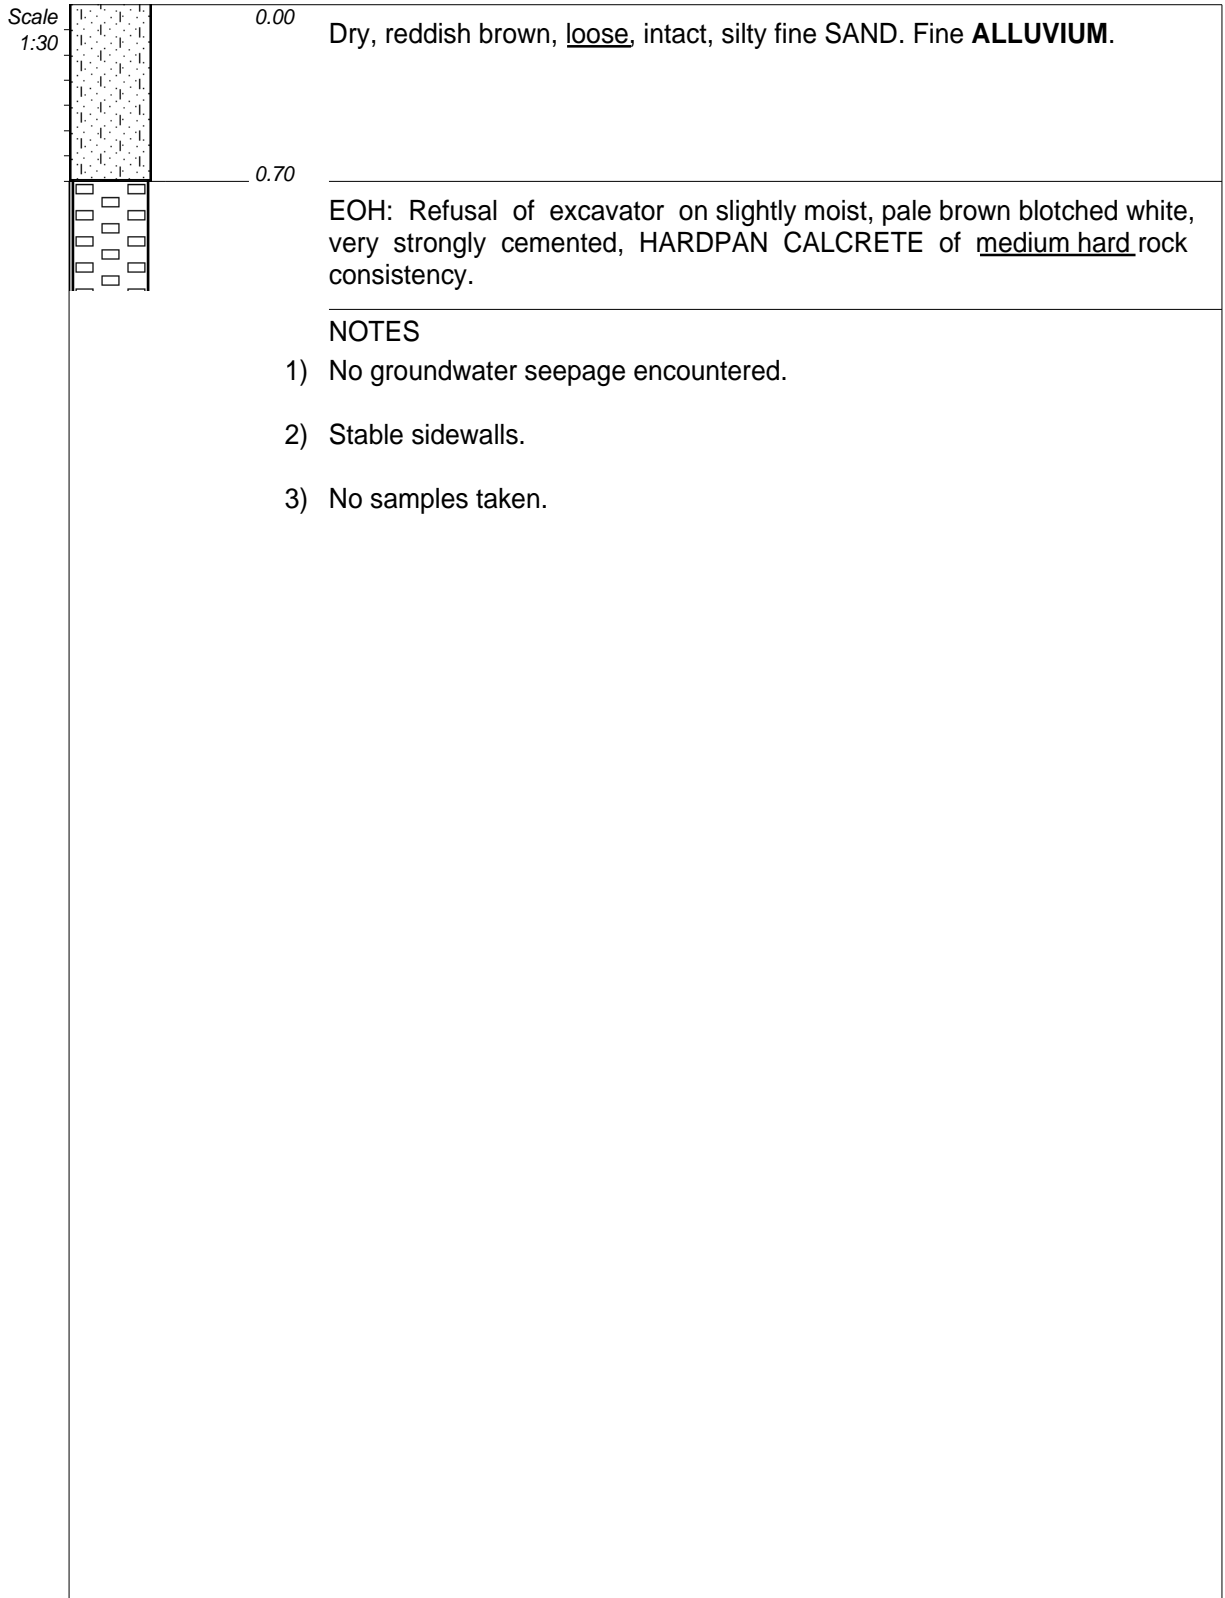 Scale
1:30
0.00
Dry, reddish brown, loose, intact, silty fine SAND. Fine ALLUVIUM.
0.70
EOH: Refusal of excavator on slightly moist, pale brown blotched white,
very strongly cemented, HARDPAN CALCRETE of medium hard rock
consistency.
NOTES
1) No groundwater seepage encountered.
2) Stable sidewalls.
3) No samples taken.